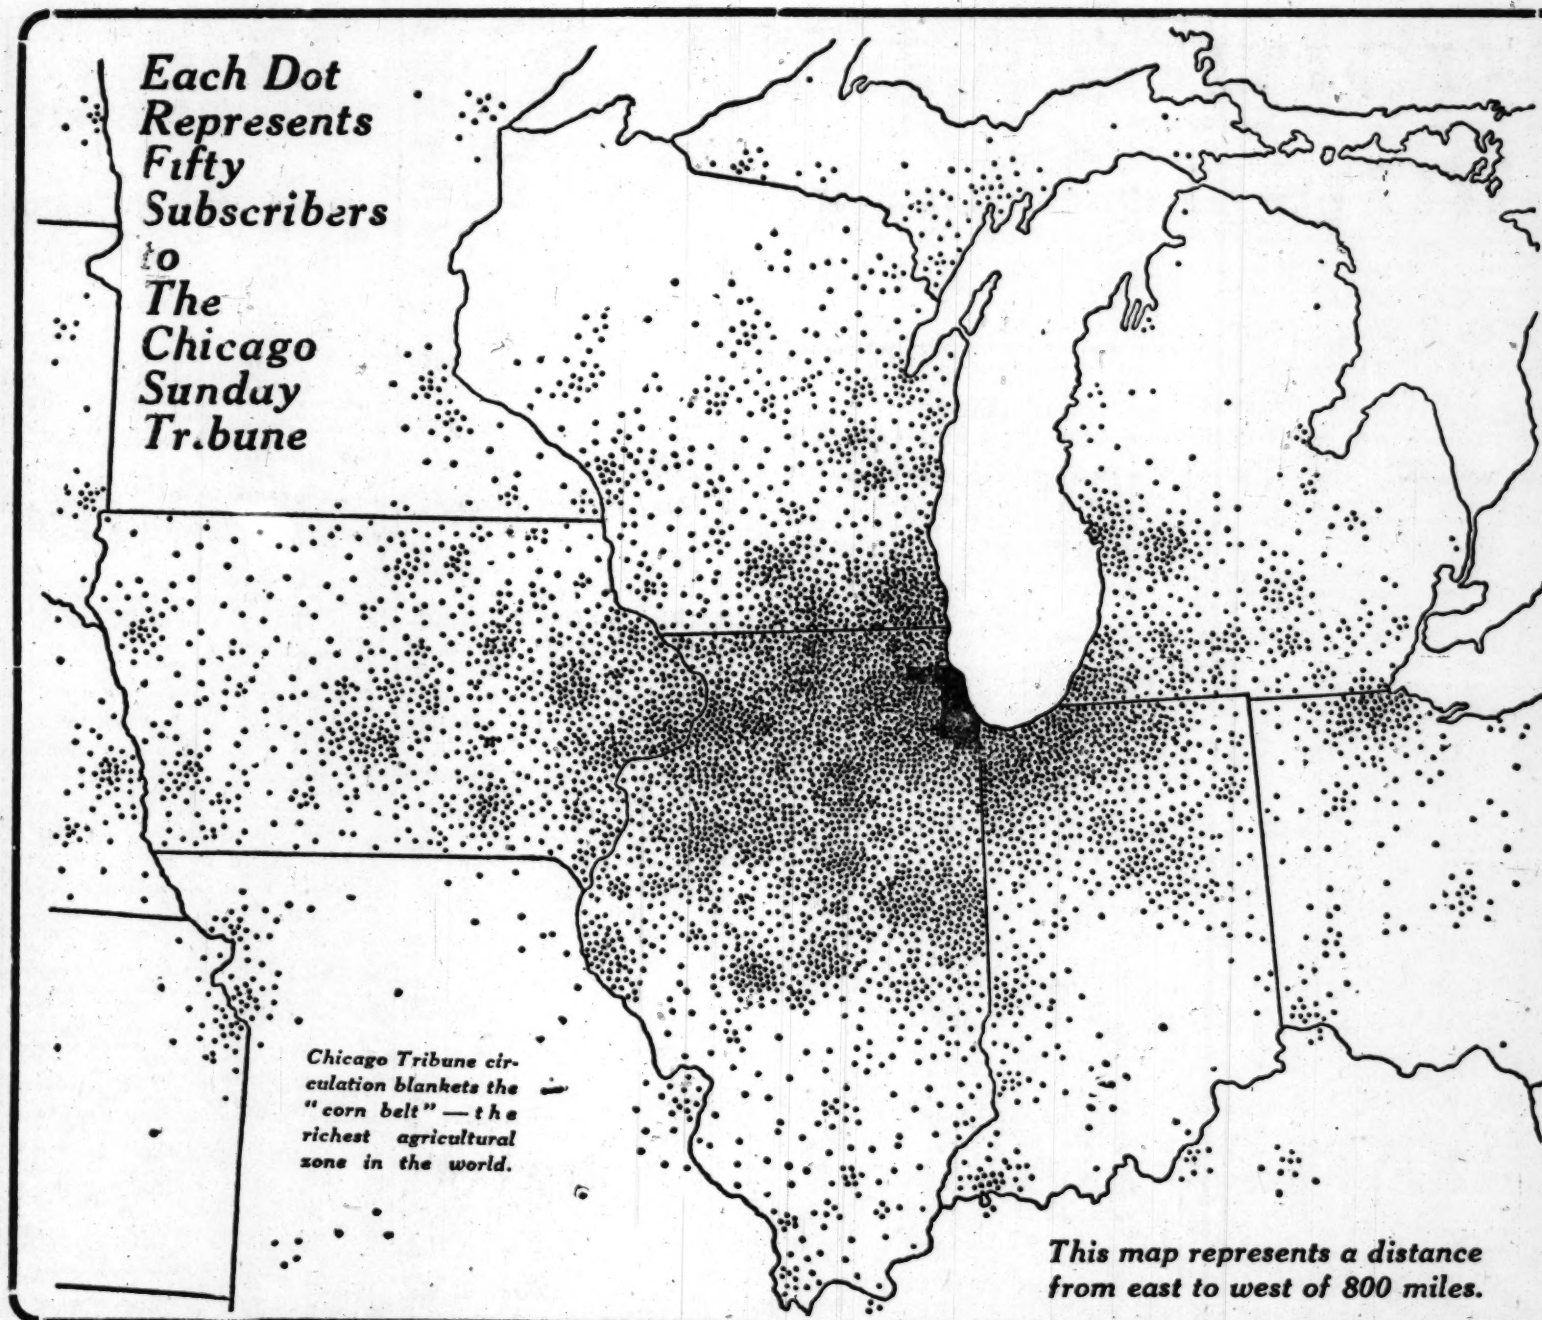 Each Dot
Represents
Fifty
Subscribers
to
The
Chicago
Sunday
Tribune
Chicago Tribune cir-
culation blankets the
"corn belt" — the
richest agricultural
zone in the world.
This map represents a distance
from east to west of 800 miles.